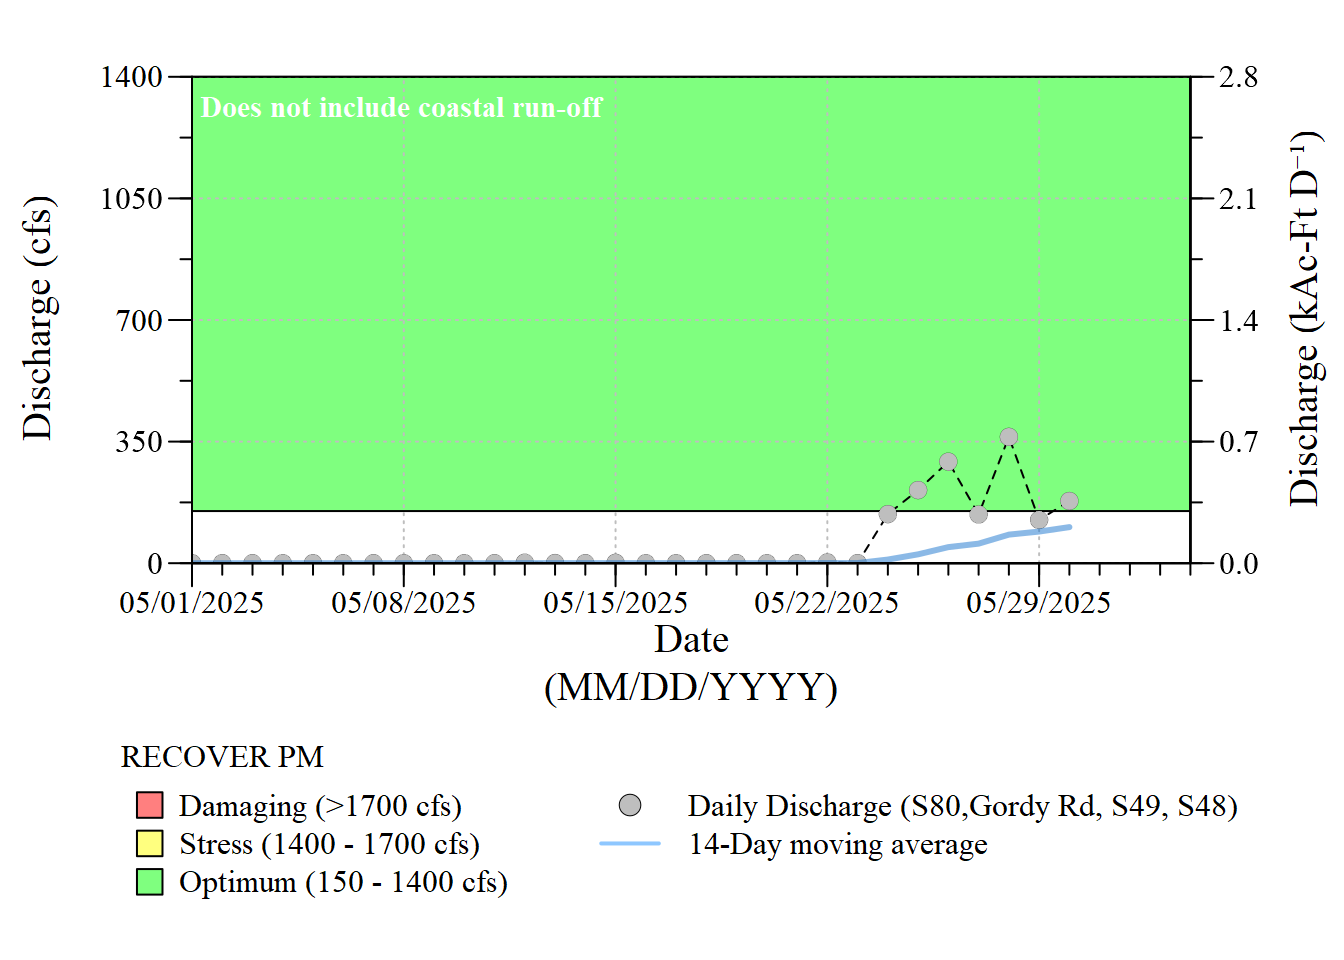 Does not include coastal run-off
1400
1050
700
350
0
Discharge (cfs)
2.8
2.1
1.4
0.7
0.0
Discharge (kAc-Ft D⁻¹)
05/01/2025 05/08/2025 05/15/2025 05/22/2025 05/29/2025
Date
(MM/DD/YYYY)
RECOVER PM
Damaging (>1700 cfs)
Stress (1400 - 1700 cfs)
Optimum (150 - 1400 cfs)
Daily Discharge (S80,Gordy Rd, S49, S48)
14-Day moving average